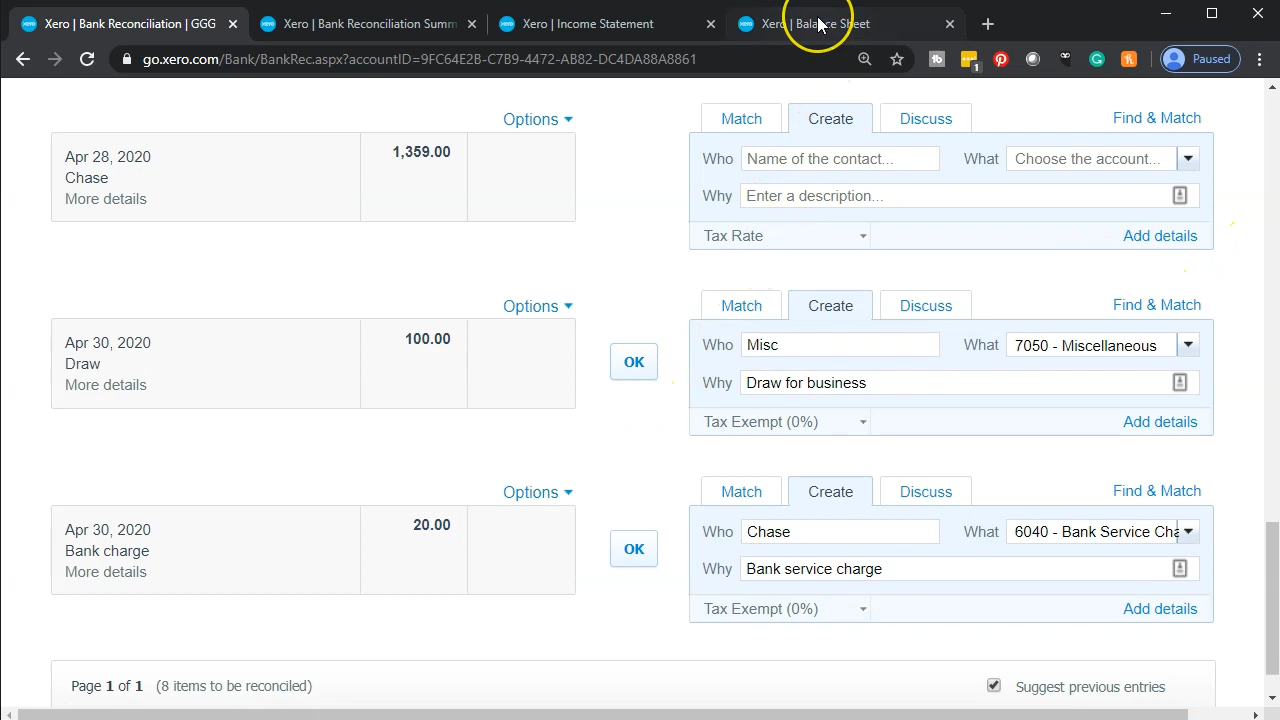 Xero | Bank Reconciliation | GGG
Xero | Bank Reconciliation Summ
Xero | Income Statement
Xero | Balance Sheet
go.xero.com/Bank/BankRec.aspx?accountID=9FC64E2B-C7B9-4472-AB82-DC4DA88A8861
1
Paused
Options
Match Create Discuss Find & Match
Apr 28, 2020 1,359.00
Chase
More details
Who Name of the contact... What Choose the account...
Why Enter a description...
Tax Rate Add details
Options
Match Create Discuss Find & Match
Apr 30, 2020 100.00
Draw
More details
OK
Who Misc What 7050 - Miscellaneous
Why Draw for business
Tax Exempt (0%) Add details
Options
Match Create Discuss Find & Match
Apr 30, 2020 20.00
Bank charge
More details
OK
Who Chase What 6040 - Bank Service Cha
Why Bank service charge
Tax Exempt (0%) Add details
Page 1 of 1 (8 items to be reconciled) Suggest previous entries